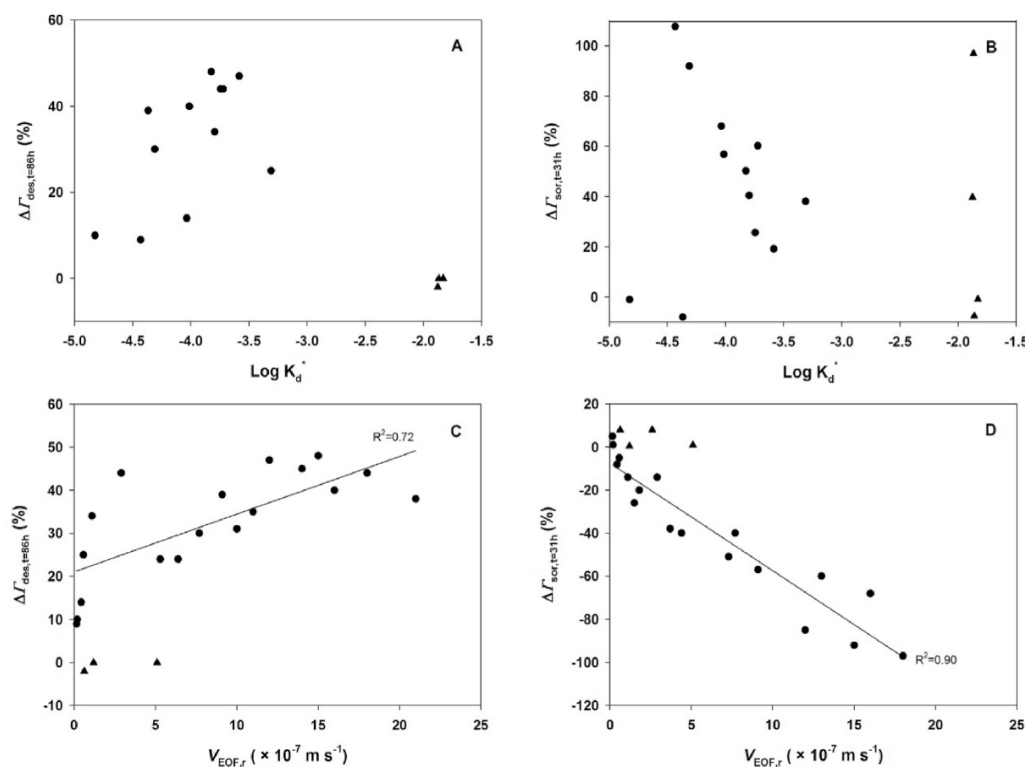 60
A
40
20
0
ΔΓdes,t=86h (%)
-5.0 -4.5 -4.0 -3.5 -3.0 -2.5 -2.0 -1.5
Log Kd*
B
100
80
60
40
20
0
ΔΓsor,t=31h (%)
-5.0 -4.5 -4.0 -3.5 -3.0 -2.5 -2.0 -1.5
Log Kd*
60
C
R²=0.72
50
40
30
20
10
0
-10
ΔΓdes,t=86h (%)
0 5 10 15 20 25
VEOF,r ( × 10⁻⁷ m s⁻¹)
20
D
0
-20
-40
-60
-80
-100
R²=0.90
-120
ΔΓsor,t=31h (%)
0 5 10 15 20 25
VEOF,r ( × 10⁻⁷ m s⁻¹)